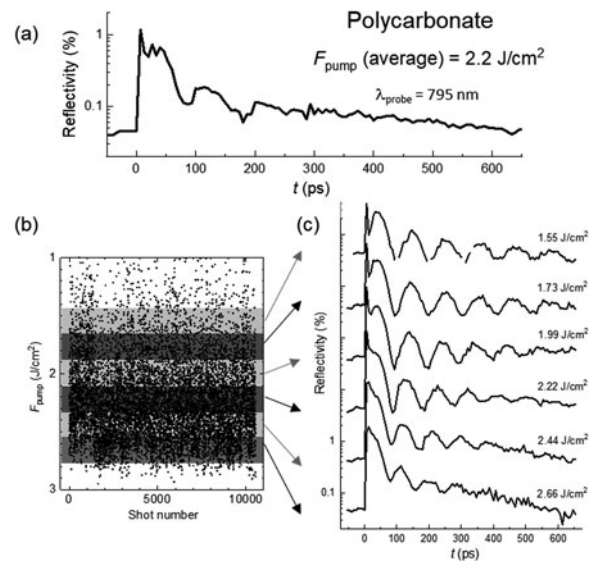 (a)
Polycarbonate
F pump (average) = 2.2 J/cm²
λprobe = 795 nm
Reflectivity (%)
1
0.1
0 100 200 300 400 500 600
t (ps)
(b)
F pump (J/cm²)
1
2
3
0 5000 10000
Shot number
(c)
Reflectivity (%)
1.55 J/cm²
1.73 J/cm²
1.99 J/cm²
2.22 J/cm²
2.44 J/cm²
2.66 J/cm²
1
0.1
0 100 200 300 400 500 600
t (ps)